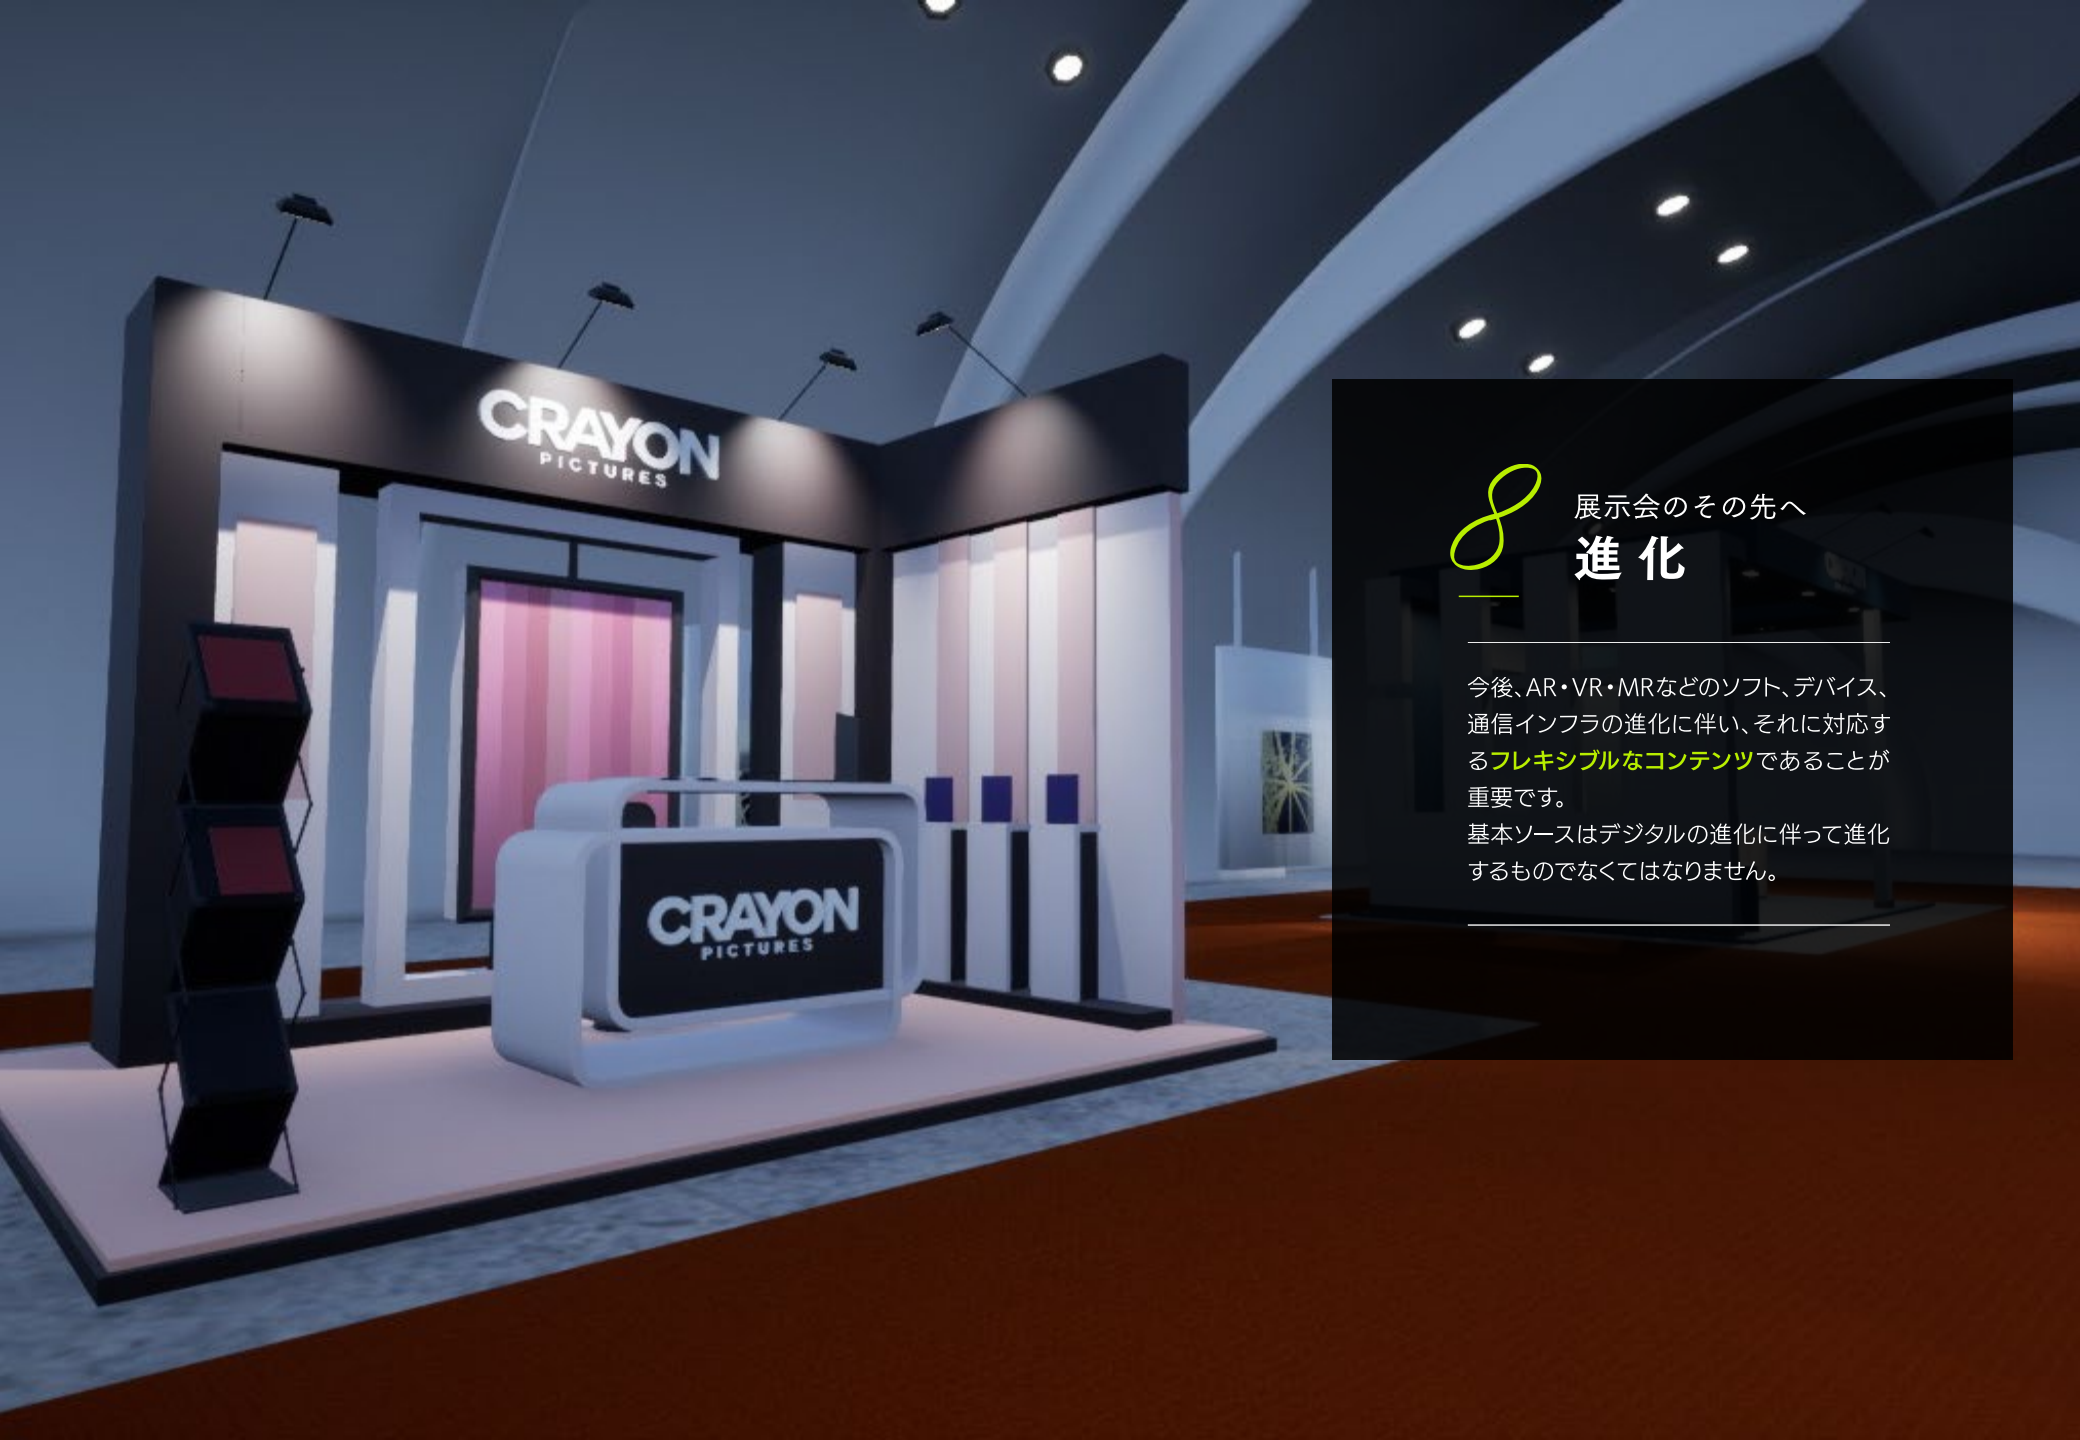 CRAYON
PICTURES
CRAYON
PICTURES
8
展示会のその先へ
進化
今後、AR・VR・MRなどのソフト、デバイス、
通信インフラの進化に伴い、それに対応す
るフレキシブルなコンテンツであることが
重要です。
基本ソースはデジタルの進化に伴って進化
するものでなくてはなりません。